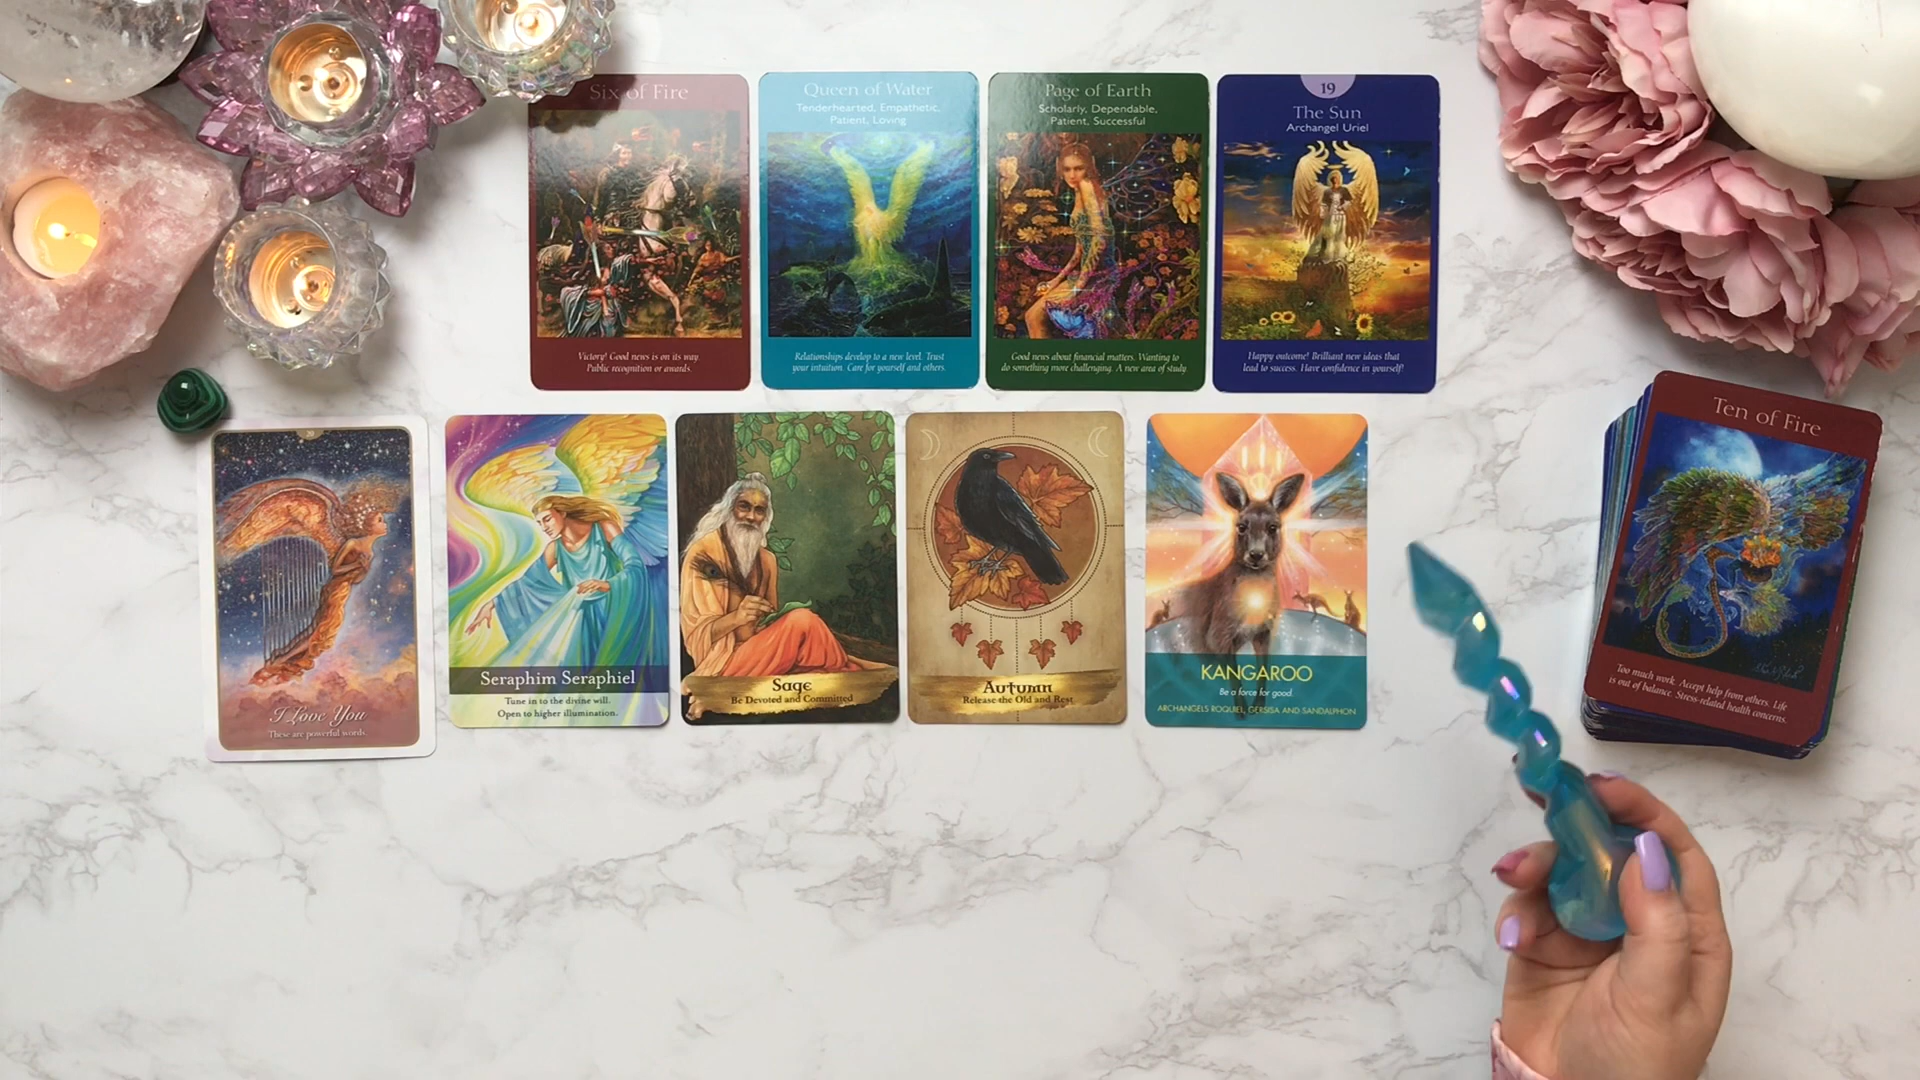 Six of Fire
Victory! Good news is on its way.
Public recognition or awards.
Queen of Water
Tenderhearted, Empathetic,
Patient, Loving
Relationships develop to a new level. Trust
your intuition. Care for yourself and others.
Page of Earth
Scholarly, Dependable,
Patient, Successful
Good news about financial matters. Wanting to
do something more challenging. A new area of study.
19
The Sun
Archangel Uriel
Happy outcome! Brilliant new ideas that
lead to success. Have confidence in yourself!
I Love You
These are powerful words.
Seraphim Seraphiel
Tune in to the divine will.
Open to higher illumination.
Sage
Be Devoted and Committed
Autumn
Release the Old and Rest
KANGAROO
Be a force for good.
ARCHANGELS ROQUIEL, GERSISA AND SANDALPHON
Ten of Fire
Too much work. Accept help from others. Life
is out of balance. Stress-related health concerns.